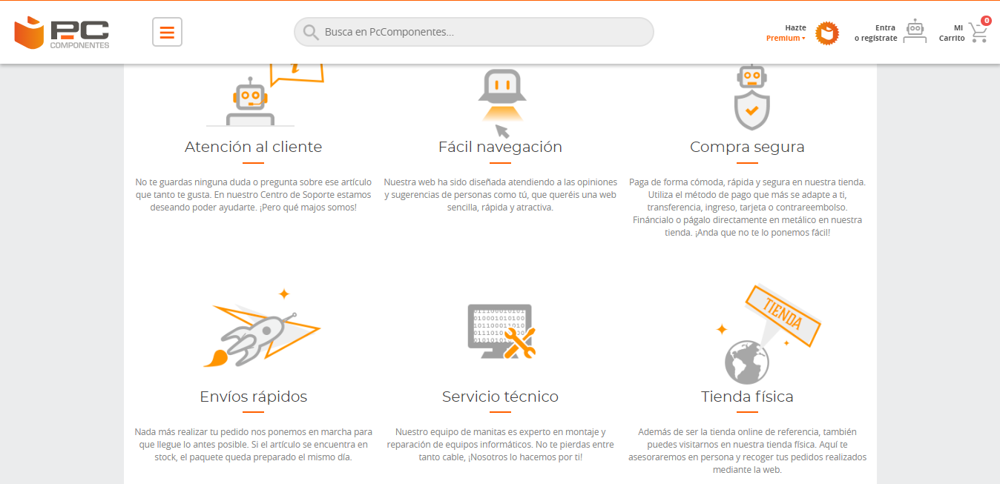 PC
COMPONENTES
Busca en PcComponentes...
Hazte
Premium
Entra
o regístrate
Mi
Carrito
0
i
Atención al cliente
No te guardas ninguna duda o pregunta sobre ese artículo
que tanto te gusta. En nuestro Centro de Soporte estamos
deseando poder ayudarte. ¡Pero qué majos somos!
Fácil navegación
Nuestra web ha sido diseñada atendiendo a las opiniones
y sugerencias de personas como tú, que queréis una web
sencilla, rápida y atractiva.
Compra segura
Paga de forma cómoda, rápida y segura en nuestra tienda.
Utiliza el método de pago que más se adapte a ti,
transferencia, ingreso, tarjeta o contrareembolso.
Fináncialo o págalo directamente en metálico en nuestra
tienda. ¡Anda que no te lo ponemos fácil!
Envíos rápidos
Nada más realizar tu pedido nos ponemos en marcha para
que llegue lo antes posible. Si el artículo se encuentra en
stock, el paquete queda preparado el mismo día.
Servicio técnico
Nuestro equipo de manitas es experto en montaje y
reparación de equipos informáticos. No te pierdas entre
tanto cable, ¡Nosotros lo hacemos por ti!
TIENDA
Tienda física
Además de ser la tienda online de referencia, también
puedes visitarnos en nuestra tienda física. Aquí te
asesoraremos en persona y recoger tus pedidos realizados
mediante la web.